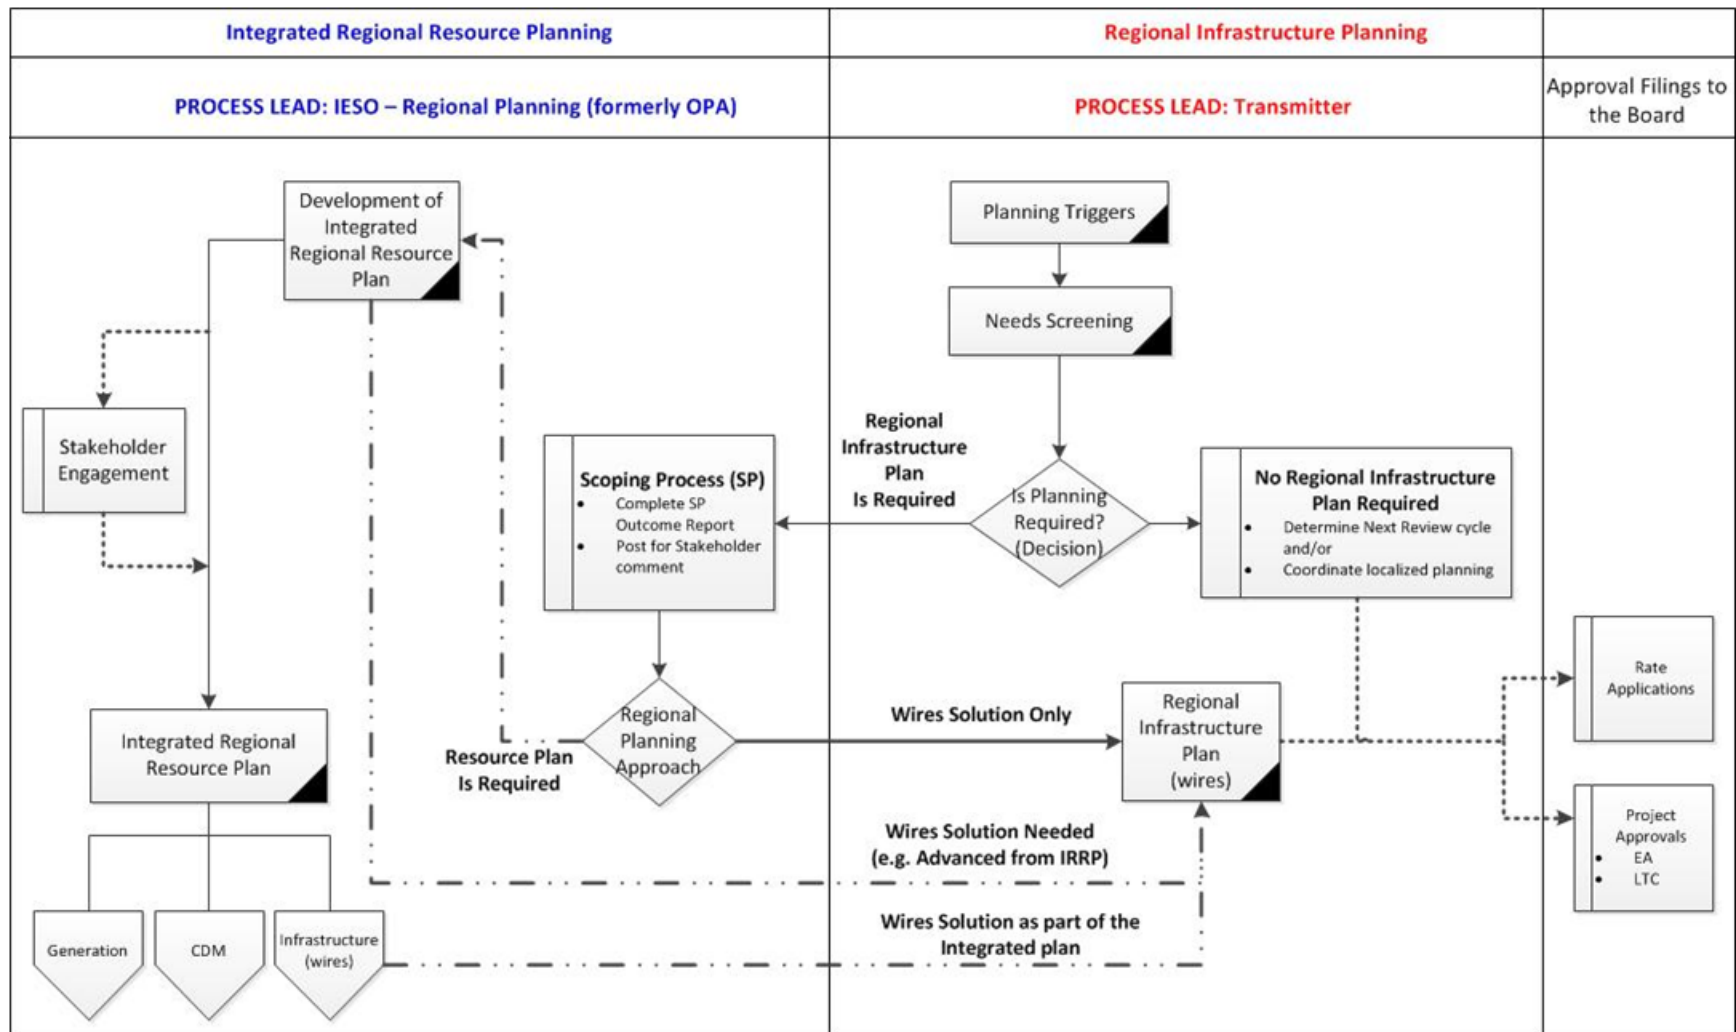 Integrated Regional Resource Planning
Regional Infrastructure Planning
PROCESS LEAD: IESO – Regional Planning (formerly OPA)
PROCESS LEAD: Transmitter
Approval Filings to
the Board
Development of
Integrated
Regional Resource
Plan
Planning Triggers
Needs Screening
Stakeholder
Engagement
Scoping Process (SP)
• Complete SP
Outcome Report
• Post for Stakeholder
comment
Regional
Infrastructure
Plan
Is Required
Is Planning
Required?
(Decision)
No Regional Infrastructure
Plan Required
• Determine Next Review cycle
and/or
• Coordinate localized planning
Rate
Applications
Integrated Regional
Resource Plan
Resource Plan
Is Required
Regional
Planning
Approach
Wires Solution Only
Regional
Infrastructure
Plan
(wires)
Project
Approvals
• EA
• LTC
Wires Solution Needed
(e.g. Advanced from IRRP)
Generation
CDM
Infrastructure
(wires)
Wires Solution as part of the
Integrated plan